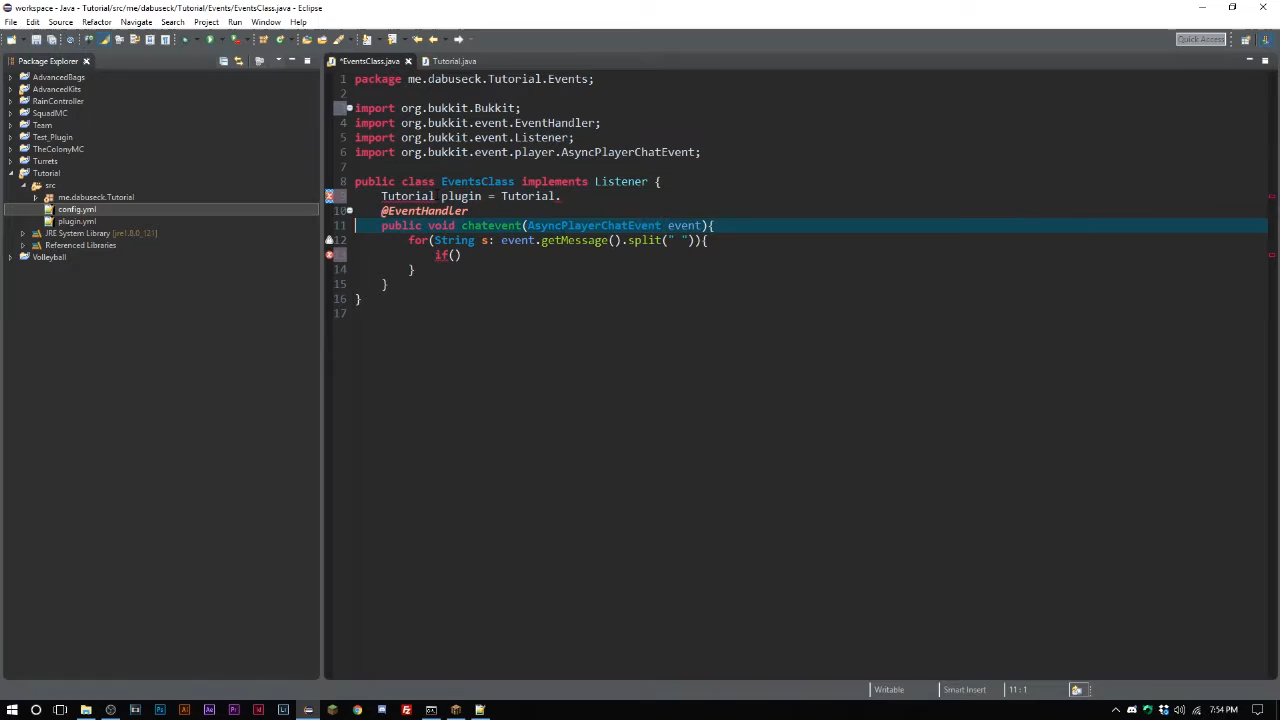 workspace - Java - Tutorial/src/me/dabuseck/Tutorial/Events/EventsClass.java - Eclipse
File Edit Source Refactor Navigate Search Project Run Window Help
Quick Access
Package Explorer
*EventsClass.java
Tutorial.java
AdvancedBags
AdvancedKits
RainController
SquadMC
Team
Test_Plugin
TheColonyMC
Turrets
Tutorial
src
me.dabuseck.Tutorial
config.yml
plugin.yml
JRE System Library [jre1.8.0_121]
Referenced Libraries
Volleyball
1 package me.dabuseck.Tutorial.Events;
2
import org.bukkit.Bukkit;
4 import org.bukkit.event.EventHandler;
5 import org.bukkit.event.Listener;
6 import org.bukkit.event.player.AsyncPlayerChatEvent;
7
8 public class EventsClass implements Listener {
9 Tutorial plugin = Tutorial.
10 @EventHandler
11 public void chatevent(AsyncPlayerChatEvent event){
12 for(String s: event.getMessage().split(" ")){
13 if()
14 }
15 }
16 }
17
Writable Smart Insert 11 : 1
7:54 PM